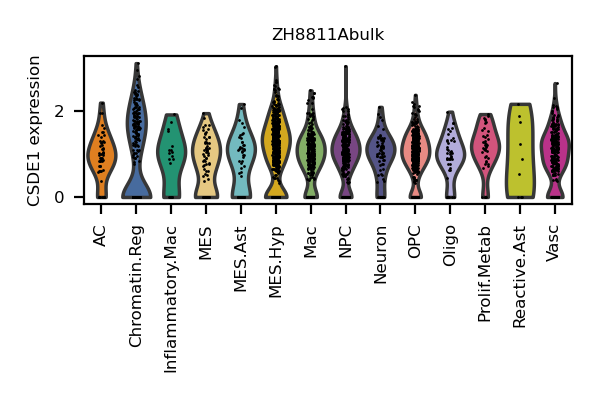 ZH8811Abulk
CSDE1 expression
2
0
AC
Chromatin.Reg
Inflammatory.Mac
MES
MES.Ast
MES.Hyp
Mac
NPC
Neuron
OPC
Oligo
Prolif.Metab
Reactive.Ast
Vasc